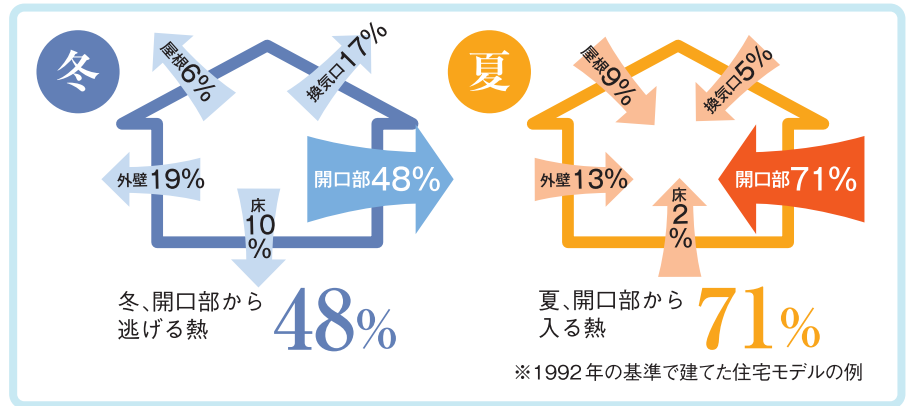 冬
屋根6%
換気口17%
外壁19%
開口部48%
床
10
%
冬、開口部から
逃げる熱
48%
夏
屋根9%
換気口5%
外壁13%
開口部71%
床
2
%
夏、開口部から
入る熱
71%
※1992年の基準で建てた住宅モデルの例